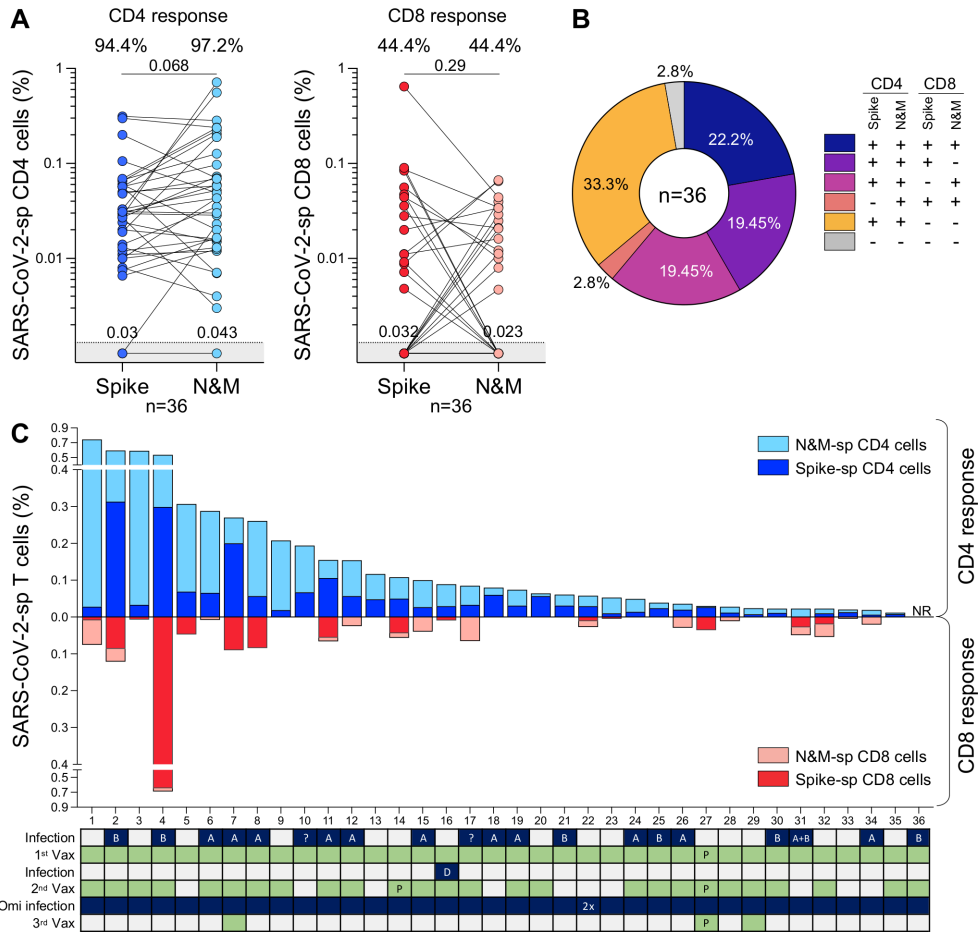 A
CD4 response
94.4% 97.2%
0.068
SARS-CoV-2-sp CD4 cells (%)
1
0.1
0.01
0.03 0.043
Spike N&M
n=36
CD8 response
44.4% 44.4%
0.29
SARS-CoV-2-sp CD8 cells (%)
1
0.1
0.01
0.032 0.023
Spike N&M
n=36
B
2.8%
22.2%
33.3%
n=36
19.45%
19.45%
2.8%
CD4 CD8
Spike N&M Spike N&M
+ + + +
+ + + -
+ + - +
- + + +
+ + - -
- - - -
C
SARS-CoV-2-sp T cells (%)
0.9
0.7
0.5
0.4
0.3
0.2
0.1
0.0
0.1
0.2
0.3
0.4
0.5
0.7
0.9
N&M-sp CD4 cells
Spike-sp CD4 cells
CD4 response
NR
CD8 response
N&M-sp CD8 cells
Spike-sp CD8 cells
1 2 3 4 5 6 7 8 9 10 11 12 13 14 15 16 17 18 19 20 21 22 23 24 25 26 27 28 29 30 31 32 33 34 35 36
Infection B B A A A ? A A A ? A A B A B A B A+B A B
1st Vax P
Infection D
2nd Vax P P
Omi infection 2x
3rd Vax P